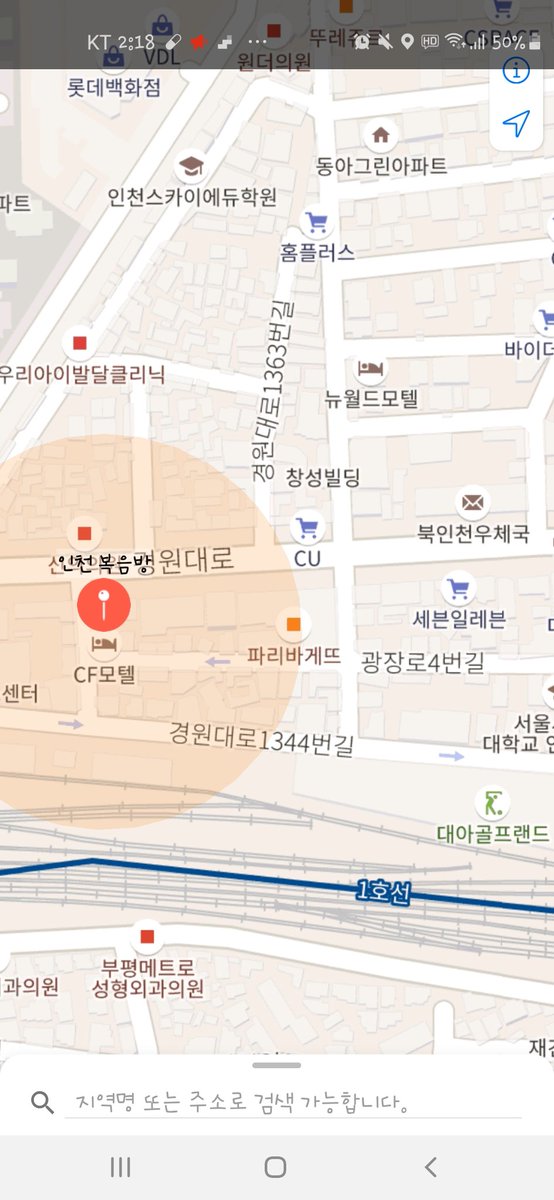 KT 2:18
HD
50%
VDL
롯데백화점
원더의원
뚜레주르
동아그린아파트
인천스카이에듀학원
홈플러스
우리아이발달클리닉
경원대로1363번길
뉴월드모텔
바이더
창성빌딩
북인천우체국
CU
인천 복음방
경원대로
세븐일레븐
CF모텔
파리바게뜨
광장로4번길
센터
경원대로1344번길
서울
대학교
대아골프랜드
1호선
부평메트로
성형외과의원
과의원
지역명 또는 주소로 검색 가능합니다.